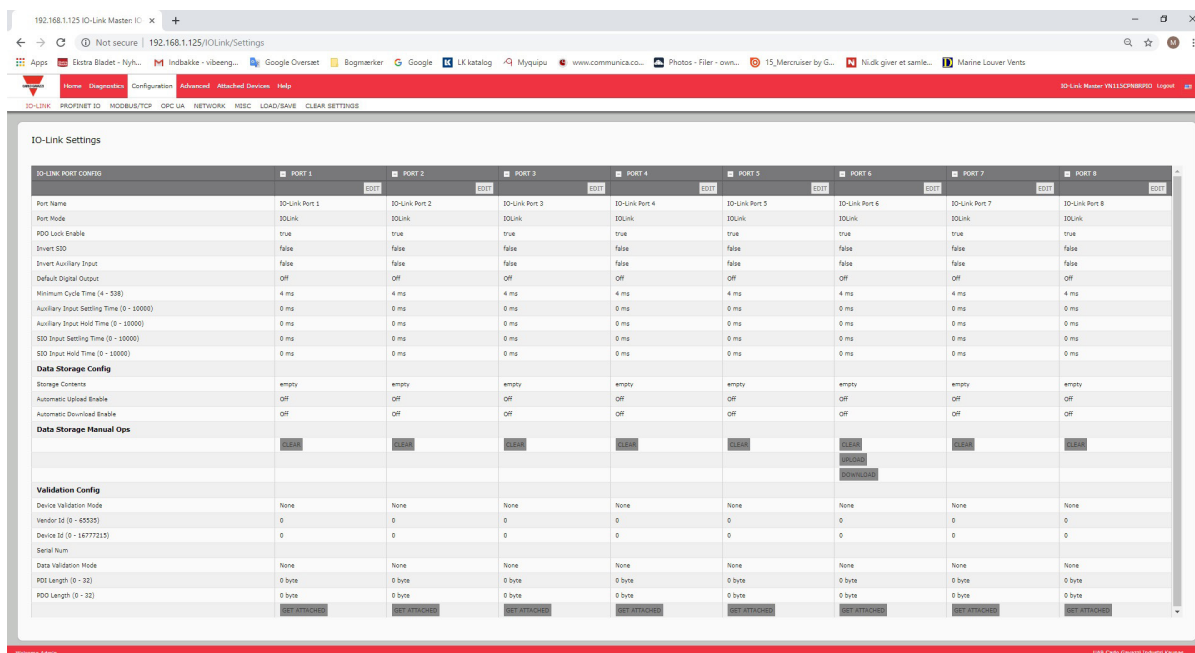 192.168.1.125 IO-Link Master: IO
Not secure | 192.168.1.125/IOLink/Settings
Apps Ekstra Bladet - Nyh... Indbakke - vibeeng... Google Oversæt Bogmærker Google LK katalog Myquipu www.communica.co... Photos - Filer - own... 15_Mercruiser by G... Ni.dk giver et samle... Marine Louver Vents
Home Diagnostics Configuration Advanced Attached Devices Help Logout
IO-LINK PROFINET IO MODBUS/TCP OPC UA NETWORK MISC LOAD/SAVE CLEAR SETTINGS
IO-Link Settings
IO-LINK PORT CONFIG PORT 1 PORT 2 PORT 3 PORT 4 PORT 5 PORT 6 PORT 7 PORT 8
EDIT EDIT EDIT EDIT EDIT EDIT EDIT EDIT
Port Name IO-Link Port 1 IO-Link Port 2 IO-Link Port 3 IO-Link Port 4 IO-Link Port 5 IO-Link Port 6 IO-Link Port 7 IO-Link Port 8
Port Mode IOLink IOLink IOLink IOLink IOLink IOLink IOLink IOLink
PDO Lock Enable true true true true true true true true
Invert SIO false false false false false false false false
Invert Auxiliary Input false false false false false false false false
Default Digital Output Off Off Off Off Off Off Off Off
Minimum Cycle Time (4 - 538) 4 ms 4 ms 4 ms 4 ms 4 ms 4 ms 4 ms 4 ms
Auxiliary Input Settling Time (0 - 10000) 0 ms 0 ms 0 ms 0 ms 0 ms 0 ms 0 ms 0 ms
Auxiliary Input Hold Time (0 - 10000) 0 ms 0 ms 0 ms 0 ms 0 ms 0 ms 0 ms 0 ms
SIO Input Settling Time (0 - 10000) 0 ms 0 ms 0 ms 0 ms 0 ms 0 ms 0 ms 0 ms
SIO Input Hold Time (0 - 10000) 0 ms 0 ms 0 ms 0 ms 0 ms 0 ms 0 ms 0 ms
Data Storage Config
Storage Contents empty empty empty empty empty empty empty empty
Automatic Upload Enable Off Off Off Off Off Off Off Off
Automatic Download Enable Off Off Off Off Off Off Off Off
Data Storage Manual Ops
CLEAR CLEAR CLEAR CLEAR CLEAR CLEAR CLEAR CLEAR
UPLOAD
DOWNLOAD
Validation Config
Device Validation Mode None None None None None None None None
Vendor Id (0 - 65535) 0 0 0 0 0 0 0 0
Device Id (0 - 16777215) 0 0 0 0 0 0 0 0
Serial Num
Data Validation Mode None None None None None None None None
PDI Length (0 - 32) 0 byte 0 byte 0 byte 0 byte 0 byte 0 byte 0 byte 0 byte
PDO Length (0 - 32) 0 byte 0 byte 0 byte 0 byte 0 byte 0 byte 0 byte 0 byte
GET ATTACHED GET ATTACHED GET ATTACHED GET ATTACHED GET ATTACHED GET ATTACHED GET ATTACHED GET ATTACHED